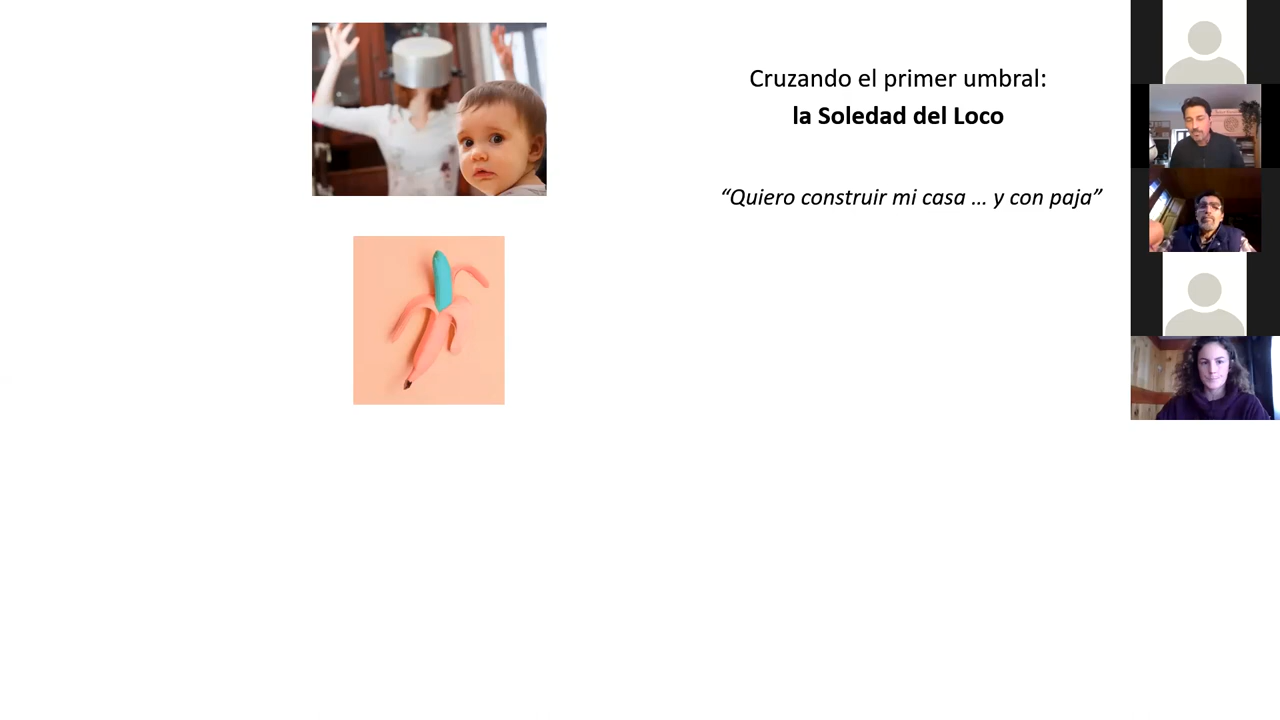 Cruzando el primer umbral:
la Soledad del Loco
“Quiero construir mi casa ... y con paja”